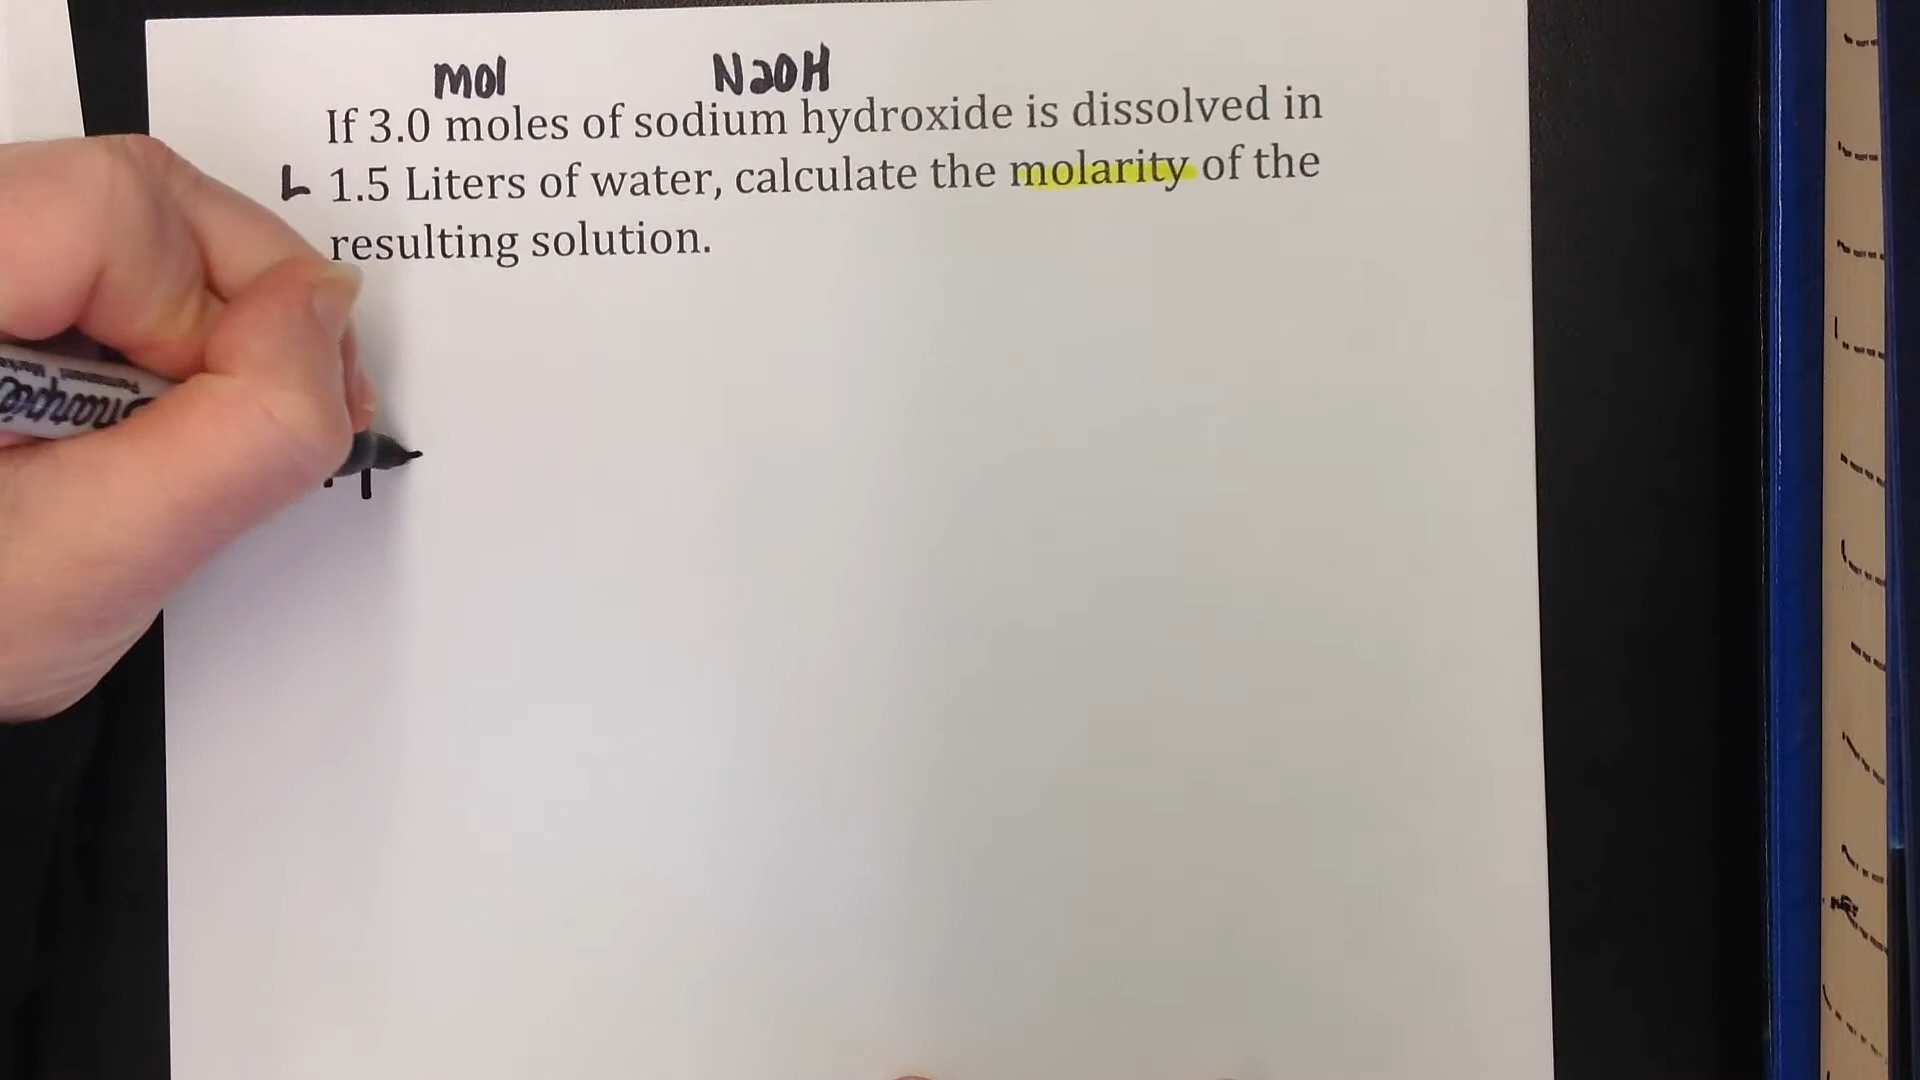 mol NaOH
If 3.0 moles of sodium hydroxide is dissolved in
L 1.5 Liters of water, calculate the molarity of the
resulting solution.